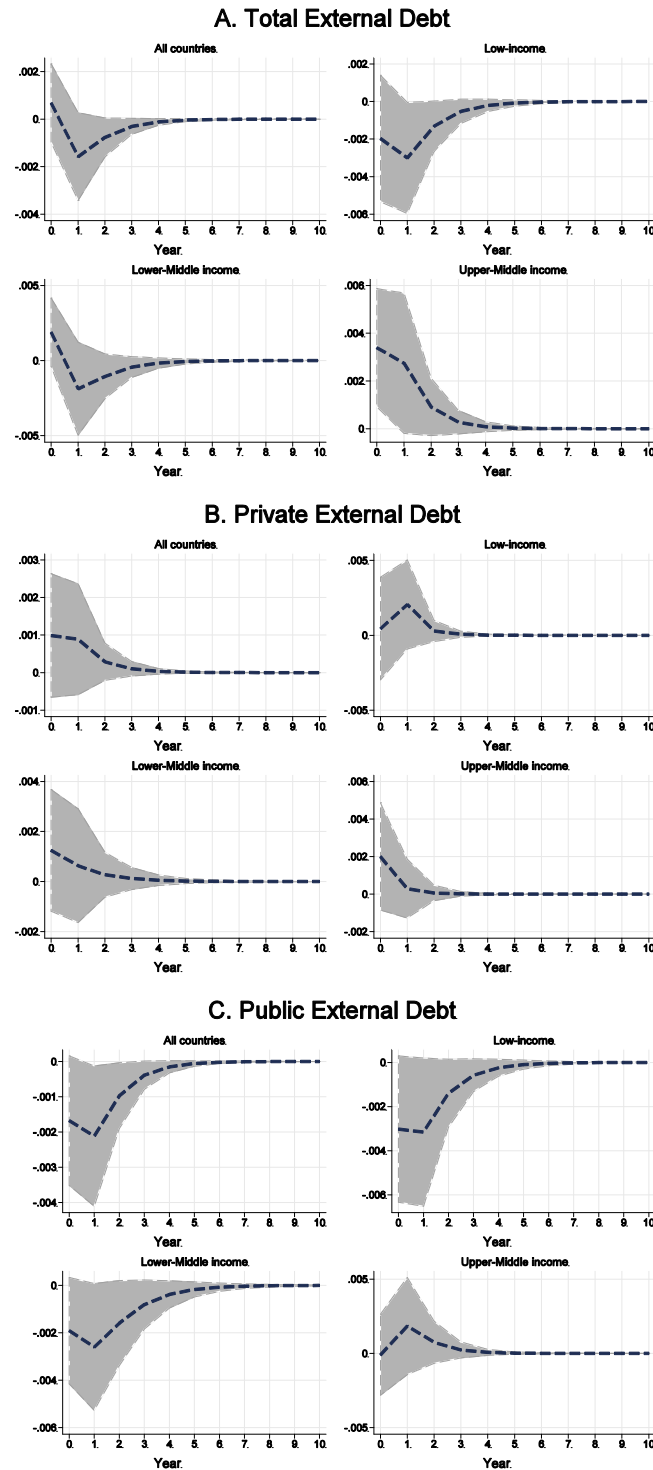 A. Total External Debt
All countries. Low-income.
.002 .002
0. 0.
-.002 -.002
-.004 -.004
-.006
0. 1. 2. 3. 4. 5. 6. 7. 8. 9. 10. 0. 1. 2. 3. 4. 5. 6. 7. 8. 9. 10.
Year. Year.
Lower-Middle income. Upper-Middle income.
.005 .006
0. .004
-.005 .002
0.
0. 1. 2. 3. 4. 5. 6. 7. 8. 9. 10. 0. 1. 2. 3. 4. 5. 6. 7. 8. 9. 10.
Year. Year.
B. Private External Debt
All countries. Low-income.
.003 .005
.002 0.
.001 -.005
0.
-.001
0. 1. 2. 3. 4. 5. 6. 7. 8. 9. 10. 0. 1. 2. 3. 4. 5. 6. 7. 8. 9. 10.
Year. Year.
Lower-Middle income. Upper-Middle income.
.004 .006
.002 .004
0. .002
-.002 0.
-.002
0. 1. 2. 3. 4. 5. 6. 7. 8. 9. 10. 0. 1. 2. 3. 4. 5. 6. 7. 8. 9. 10.
Year. Year.
C. Public External Debt
All countries. Low-income.
0. 0.
-.001 -.002
-.002 -.004
-.003 -.006
-.004
0. 1. 2. 3. 4. 5. 6. 7. 8. 9. 10. 0. 1. 2. 3. 4. 5. 6. 7. 8. 9. 10.
Year. Year.
Lower-Middle income. Upper-Middle income.
0. .005
-.002 0.
-.004 -.005
-.006
0. 1. 2. 3. 4. 5. 6. 7. 8. 9. 10. 0. 1. 2. 3. 4. 5. 6. 7. 8. 9. 10.
Year. Year.